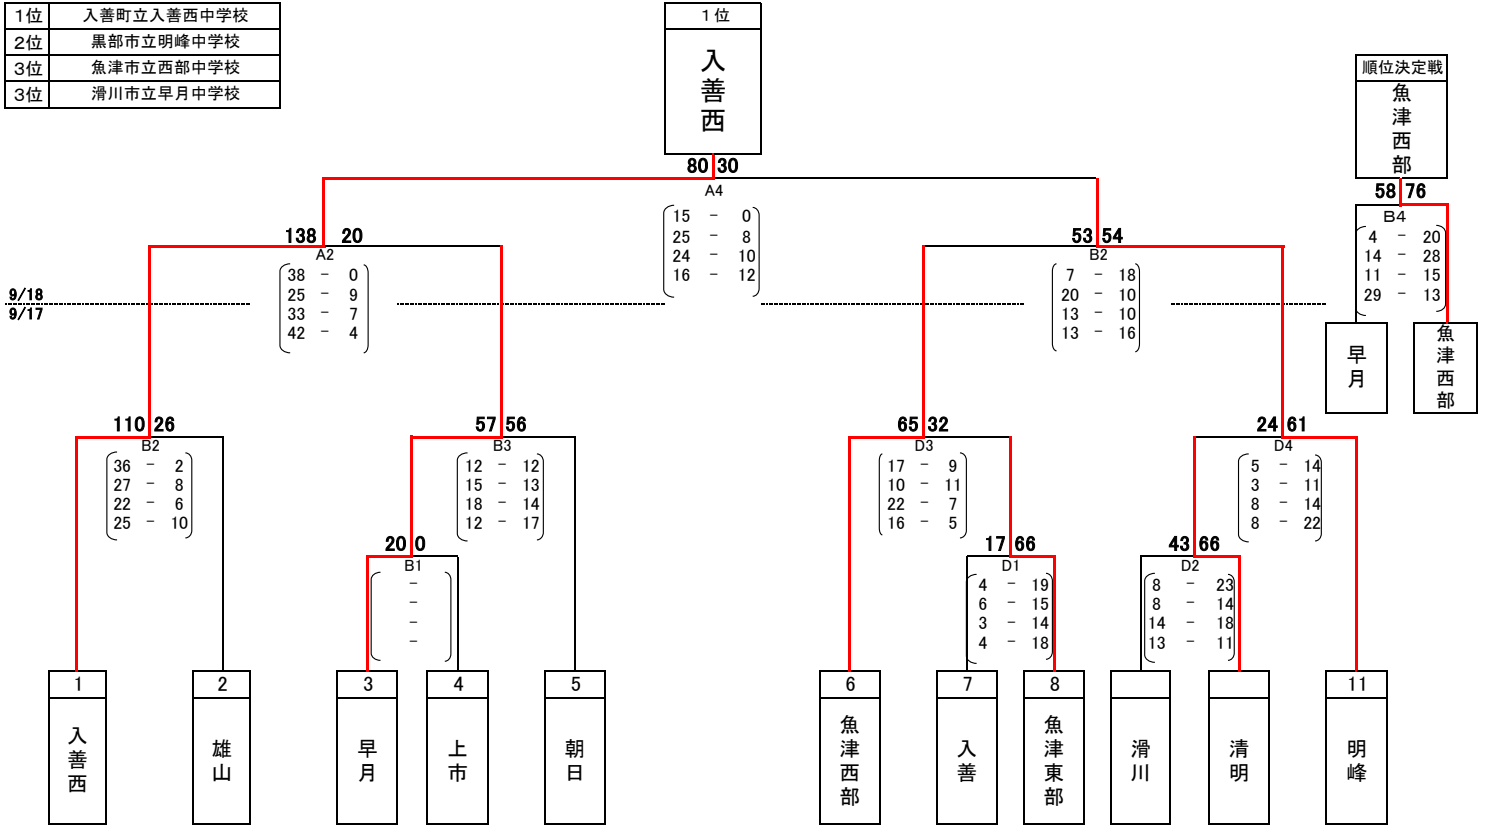 1位 入善町立入善西中学校
2位 黒部市立明峰中学校
3位 魚津市立西部中学校
3位 滑川市立早月中学校
1位
入善西
順位決定戦
魚津西部
80 30
A4
15 - 0
25 - 8
24 - 10
16 - 12
58 76
B4
4 - 20
14 - 28
11 - 15
29 - 13
早月
魚津西部
138 20
A2
38 - 0
25 - 9
33 - 7
42 - 4
53 54
B2
7 - 18
20 - 10
13 - 10
13 - 16
9/18
9/17
110 26
B2
36 - 2
27 - 8
22 - 6
25 - 10
57 56
B3
12 - 12
15 - 13
18 - 14
12 - 17
65 32
D3
17 - 9
10 - 11
22 - 7
16 - 5
24 61
D4
5 - 14
3 - 11
8 - 14
8 - 22
20 0
B1
-
-
-
-
17 66
D1
4 - 19
6 - 15
3 - 14
4 - 18
43 66
D2
8 - 23
8 - 14
14 - 18
13 - 11
1 2 3 4 5 6 7 8 11
入善西
雄山
早月
上市
朝日
魚津西部
入善
魚津東部
滑川
清明
明峰